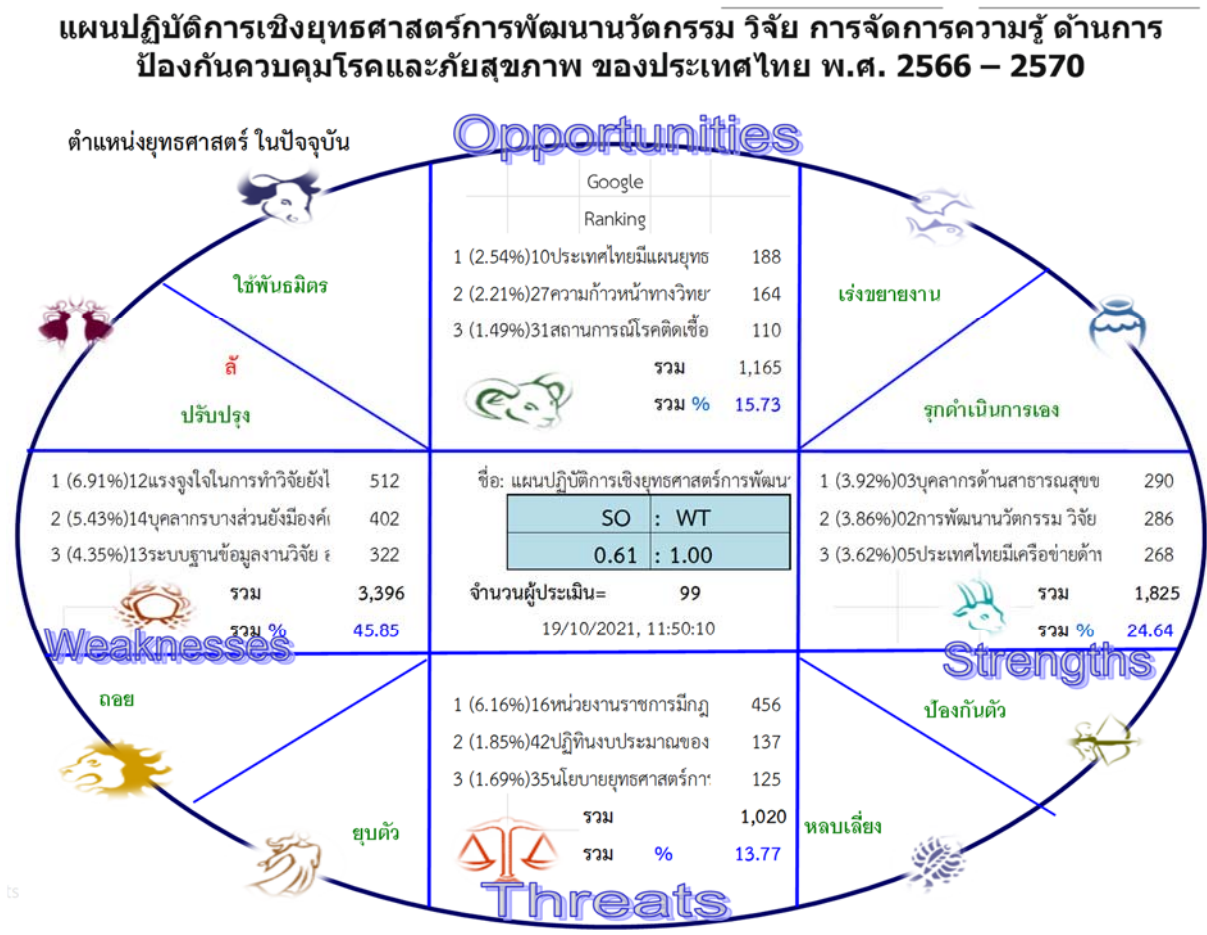 แผนปฏิบัติการเชิงยุทธศาสตร์การพัฒนานวัตกรรม วิจัย การจัดการความรู้ ด้านการ
ป้องกันควบคุมโรคและภัยสุขภาพ ของประเทศไทย พ.ศ. 2566 – 2570
ตำแหน่งยุทธศาสตร์ ในปัจจุบัน
Opportunities
Google
Ranking
1 (2.54%)10ประเทศไทยมีแผนยุทธ 188
2 (2.21%)27ความก้าวหน้าทางวิทย 164
3 (1.49%)31สถานการณ์โรคติดเชื้อ 110
รวม 1,165
รวม % 15.73
ใช้พันธมิตร
ลั
ปรับปรุง
เร่งขยายงาน
รุกดำเนินการเอง
1 (6.91%)12แรงจูงใจในการทำวิจัยยังไ 512
2 (5.43%)14บุคลากรบางส่วนยังมีองค์ 402
3 (4.35%)13ระบบฐานข้อมูลงานวิจัย 322
รวม 3,396
รวม % 45.85
Weaknesses
ชื่อ: แผนปฏิบัติการเชิงยุทธศาสตร์การพัฒน
SO : WT
0.61 : 1.00
จำนวนผู้ประเมิน= 99
19/10/2021, 11:50:10
1 (3.92%)03บุคลากรด้านสาธารณสุขข 290
2 (3.86%)02การพัฒนานวัตกรรม วิจัย 286
3 (3.62%)05ประเทศไทยมีเครือข่ายด้า 268
รวม 1,825
รวม % 24.64
Strengths
ถอย
ยุบตัว
1 (6.16%)16หน่วยงานราชการมีกฎ 456
2 (1.85%)42ปฏิทินงบประมาณของ 137
3 (1.69%)35นโยบายยุทธศาสตร์กา 125
รวม 1,020
รวม % 13.77
Threats
ป้องกันตัว
หลบเลี่ยง